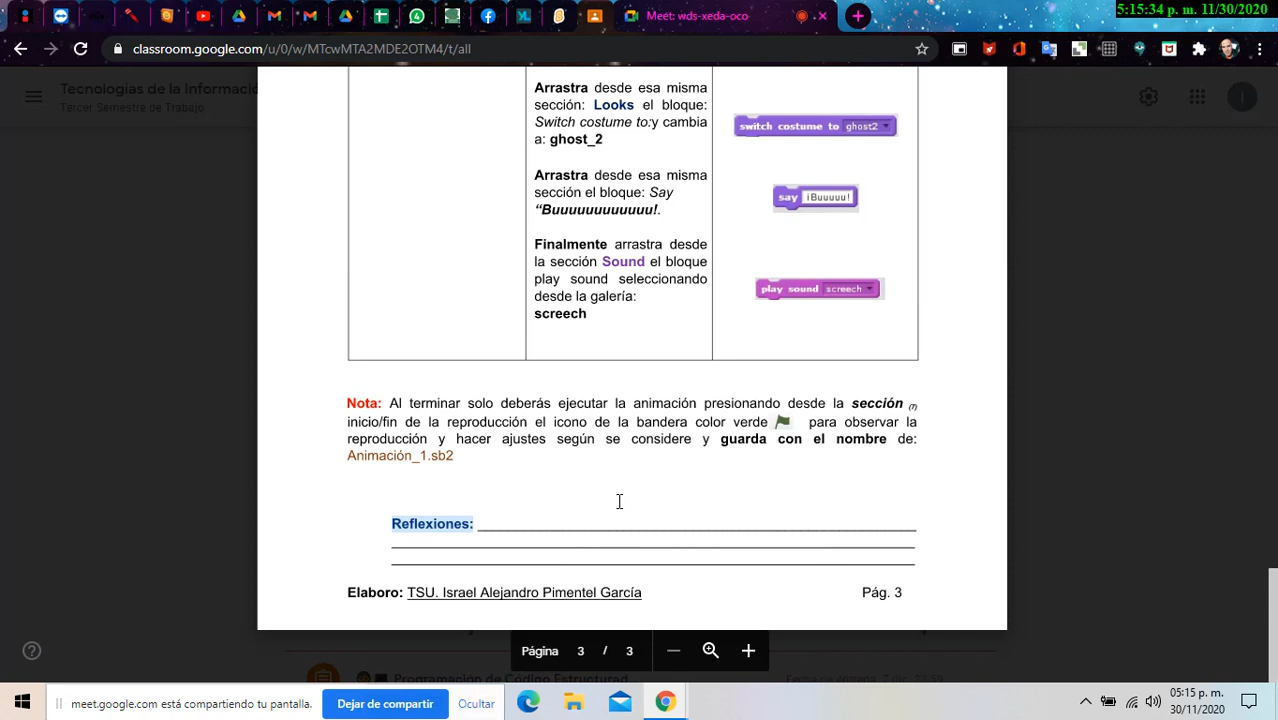 5:15:34 p. m. 11/30/2020
Meet: wds-xeda-oco
classroom.google.com/u/0/w/MTcwMTA2MDE2OTM4/t/all
Tecnologías de la Informació
Tercer Semestre de Trabajo
Arrastra desde esa misma
sección: Looks el bloque:
Switch costume to:y cambia
a: ghost_2
switch costume to ghost2
Arrastra desde esa misma
sección el bloque: Say
“Buuuuuuuuuuuu!.
say ¡Buuuuu!
Finalmente arrastra desde
la sección Sound el bloque
play sound seleccionando
desde la galería:
screech
play sound screech
Nota: Al terminar solo deberás ejecutar la animación presionando desde la sección (7)
inicio/fin de la reproducción el icono de la bandera color verde para observar la
reproducción y hacer ajustes según se considere y guarda con el nombre de:
Animación_1.sb2
Reflexiones:
Elaboro: TSU. Israel Alejandro Pimentel García Pág. 3
Página 3 / 3
Programación de Código Estructurad
meet.google.com está compartiendo tu pantalla.
Dejar de compartir
Ocultar
05:15 p. m.
30/11/2020